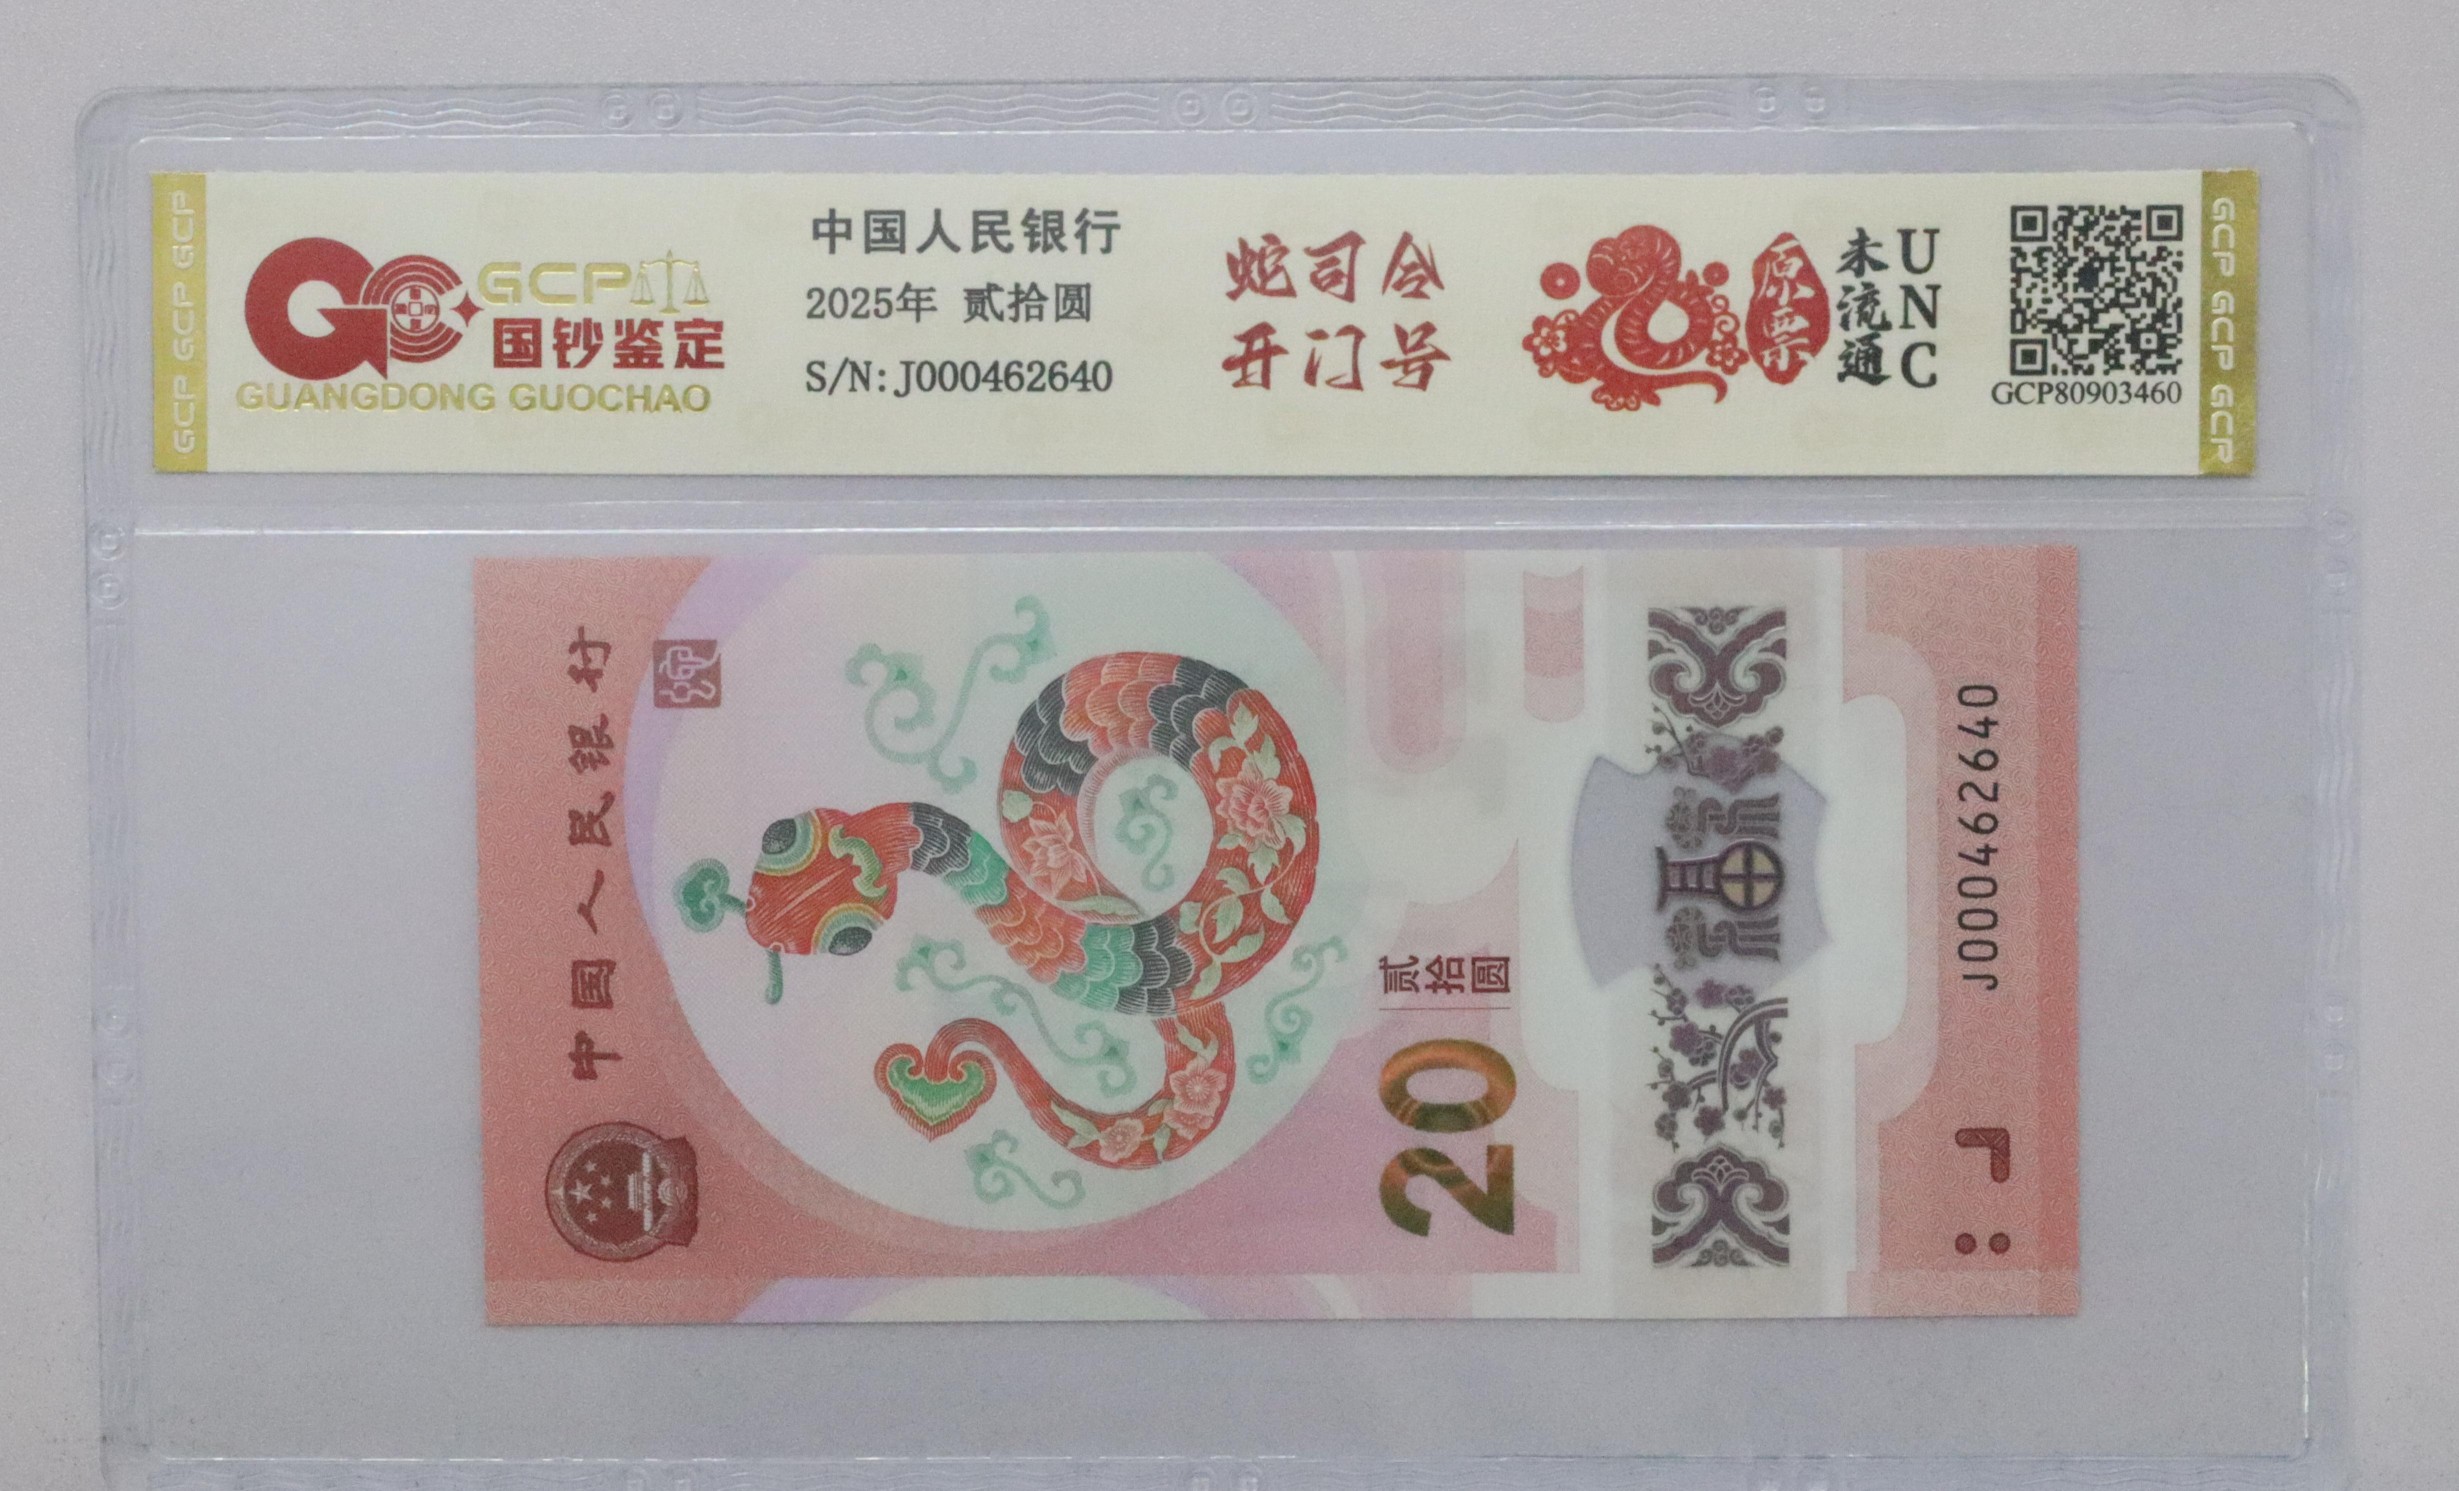 GCP GCP GCP
GCP
国钞鉴定
GUANGDONG GUOCHAO
中国人民银行
2025年 贰拾圆
S/N:J000462640
蛇司令
开门号
原票
未流通
UNC
GCP80903460
GCP GCP GCP
中国人民银行
20
贰拾圆
福
J000462640